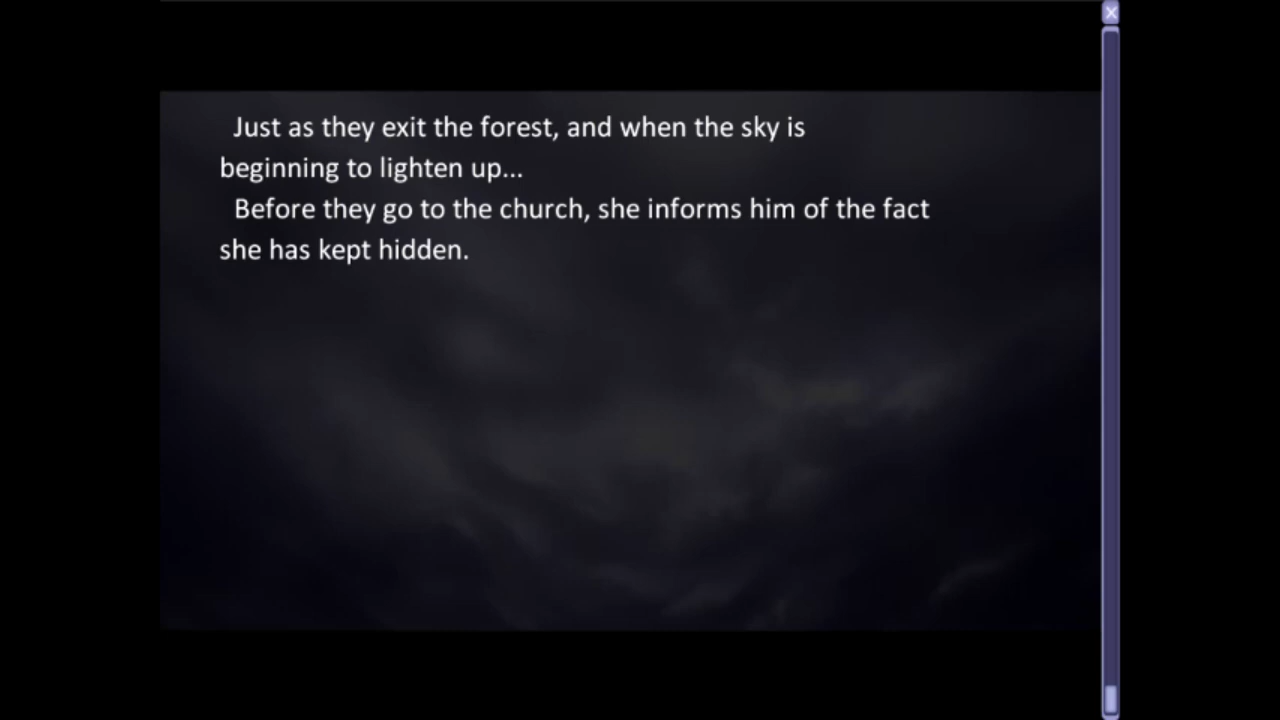 Just as they exit the forest, and when the sky is
beginning to lighten up...
Before they go to the church, she informs him of the fact
she has kept hidden.